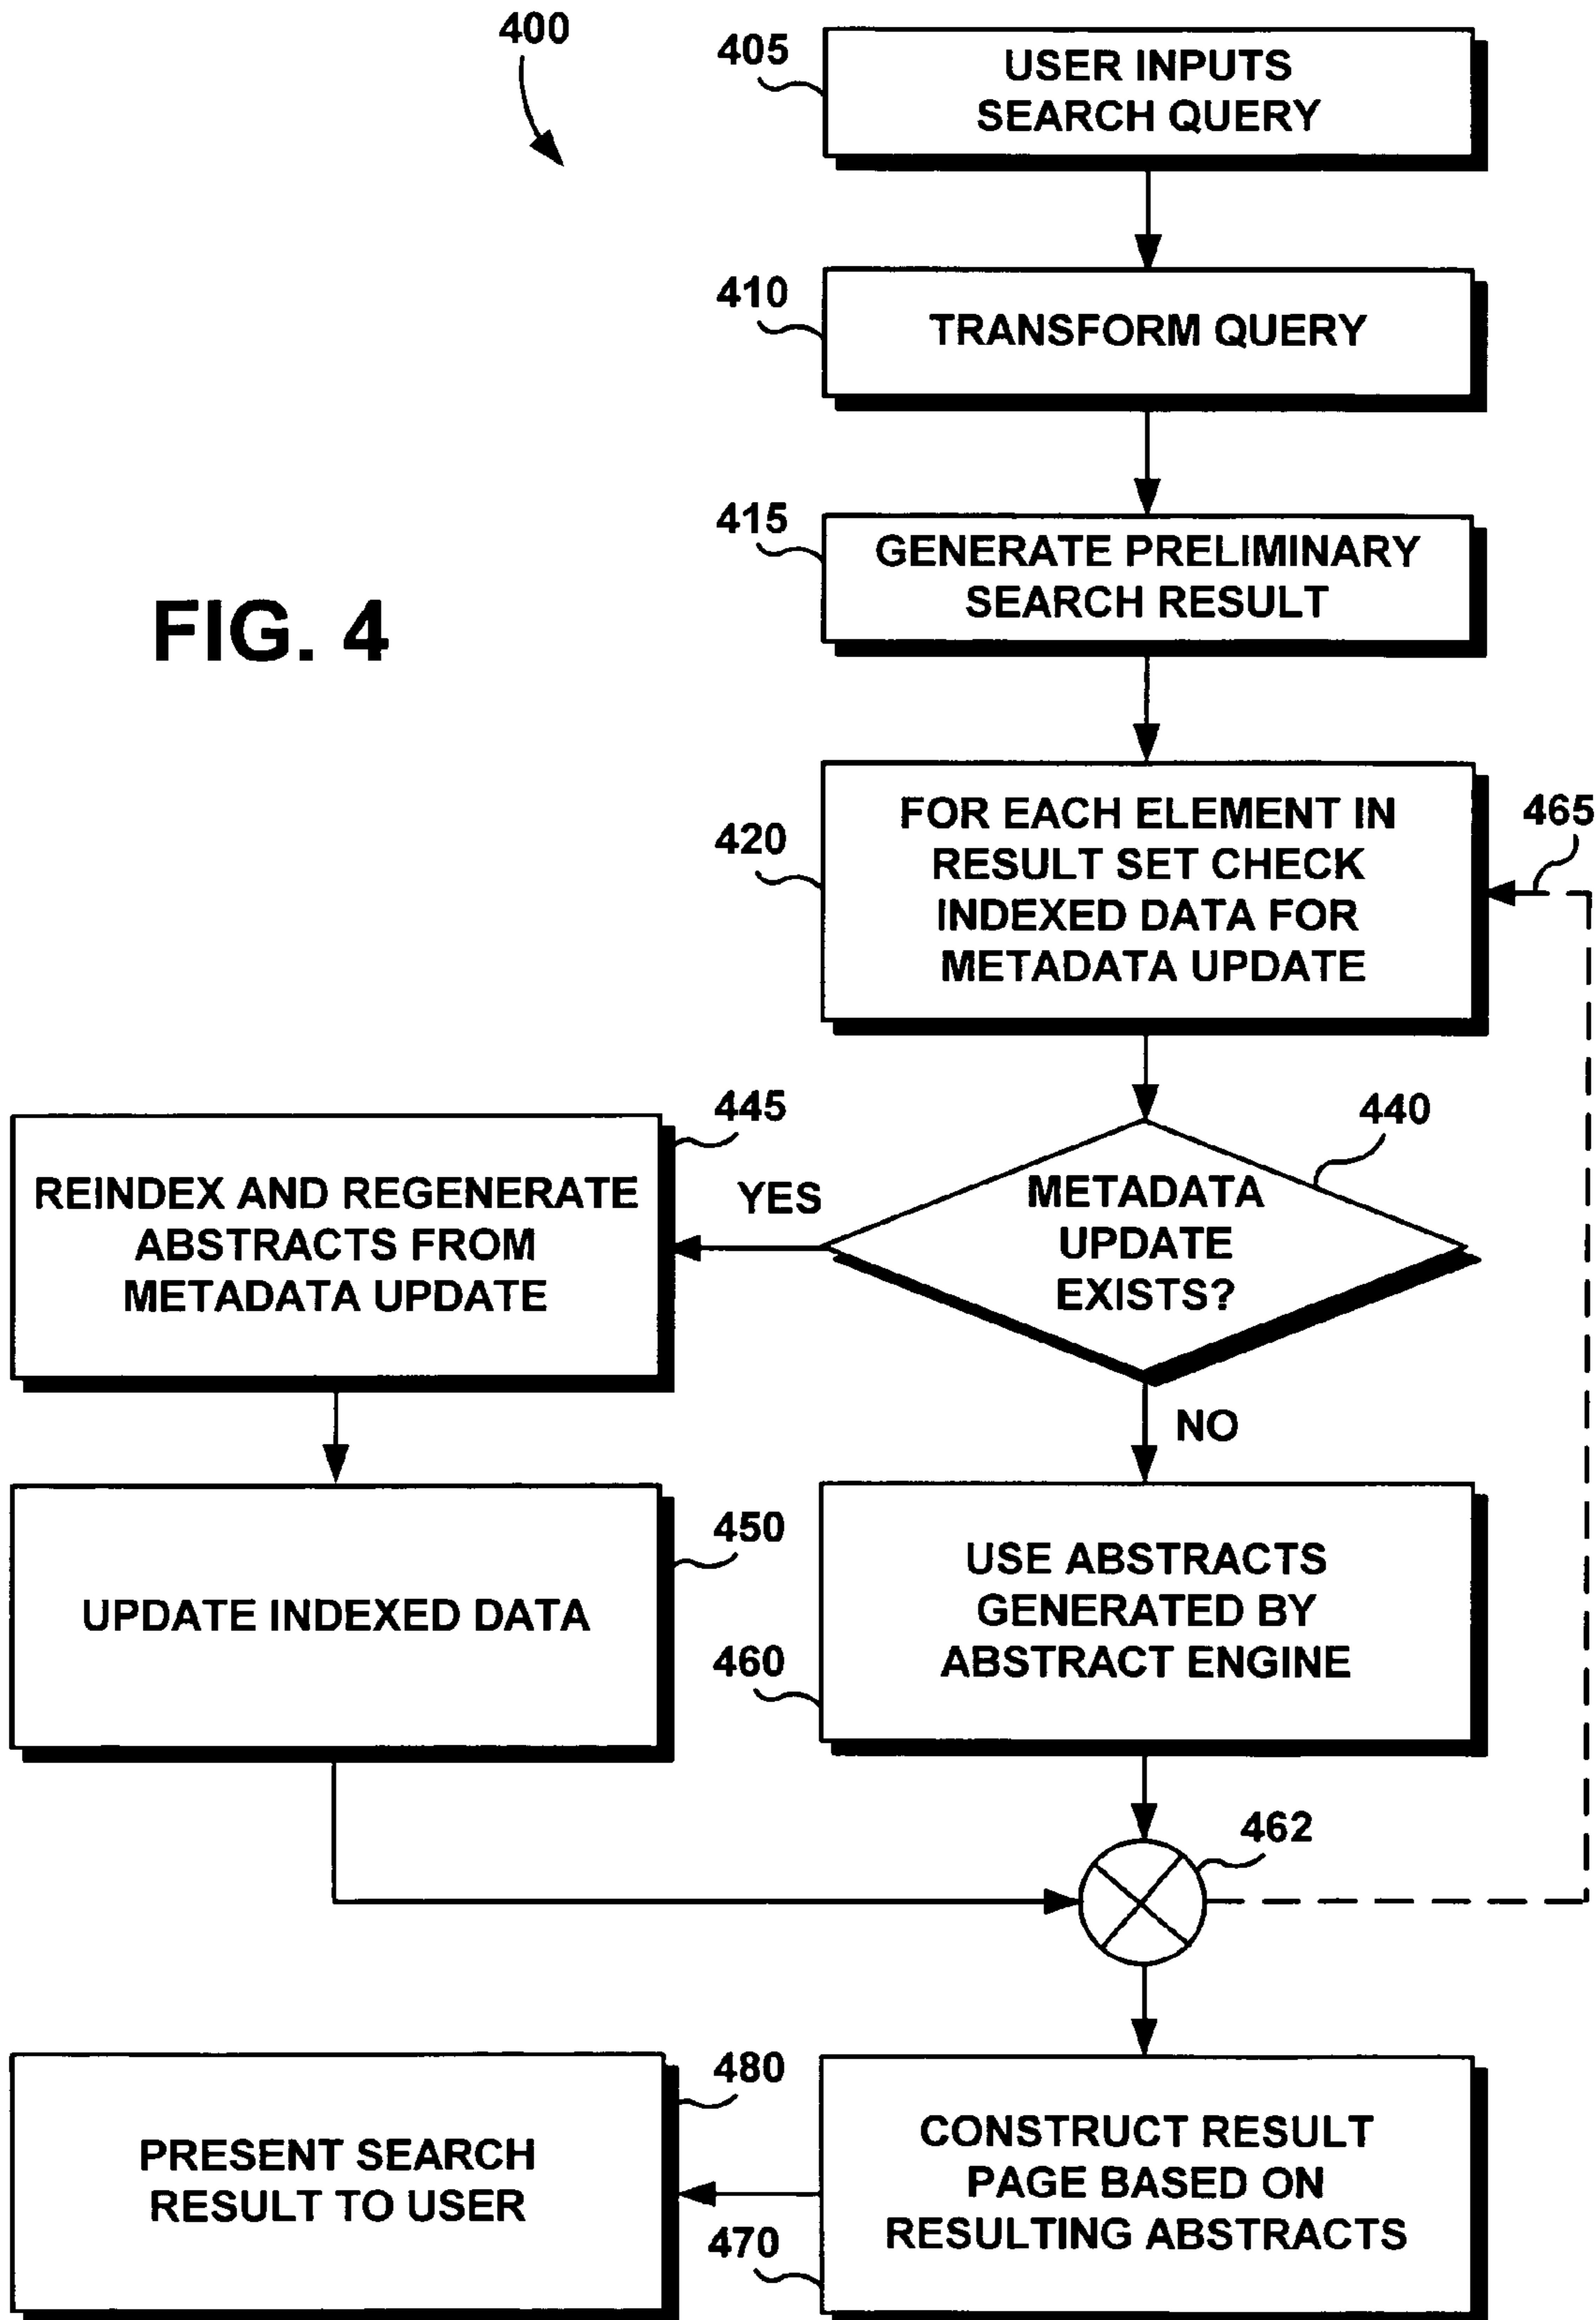 400
405
USER INPUTS
SEARCH QUERY
410
TRANSFORM QUERY
415
GENERATE PRELIMINARY
SEARCH RESULT
FIG. 4
420
FOR EACH ELEMENT IN
RESULT SET CHECK
INDEXED DATA FOR
METADATA UPDATE
465
440
METADATA
UPDATE
EXISTS?
YES
445
REINDEX AND REGENERATE
ABSTRACTS FROM
METADATA UPDATE
NO
450
UPDATE INDEXED DATA
460
USE ABSTRACTS
GENERATED BY
ABSTRACT ENGINE
462
470
CONSTRUCT RESULT
PAGE BASED ON
RESULTING ABSTRACTS
480
PRESENT SEARCH
RESULT TO USER